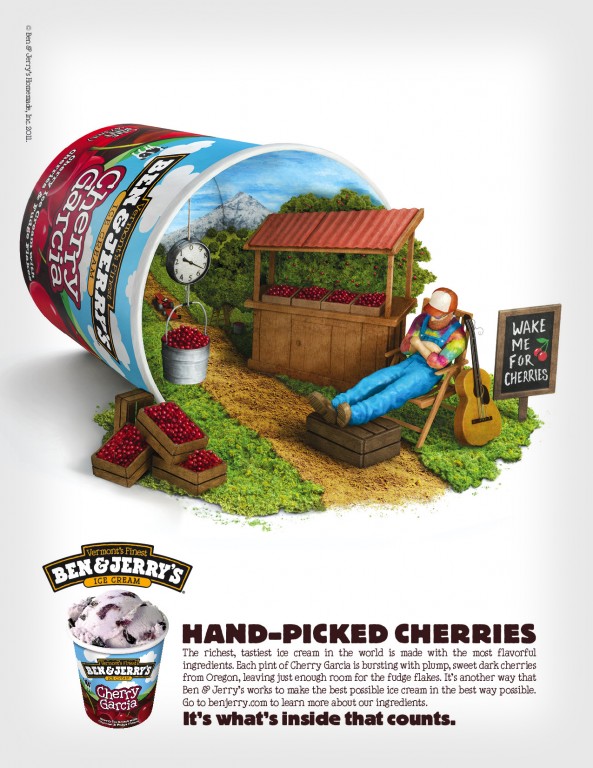 © Ben & Jerry's Homemade, Inc. 2011.
Cherry Garcia
BEN & JERRY'S
Vermont's Finest
ICE CREAM
WAKE
ME
FOR
CHERRIES
Vermont's Finest
BEN & JERRY'S
ICE CREAM
BEN & JERRY'S
Cherry
Garcia
HAND-PICKED CHERRIES
The richest, tastiest ice cream in the world is made with the most flavorful
ingredients. Each pint of Cherry Garcia is bursting with plump, sweet dark cherries
from Oregon, leaving just enough room for the fudge flakes. It's another way that
Ben & Jerry's works to make the best possible ice cream in the best way possible.
Go to benjerry.com to learn more about our ingredients.
It's what's inside that counts.